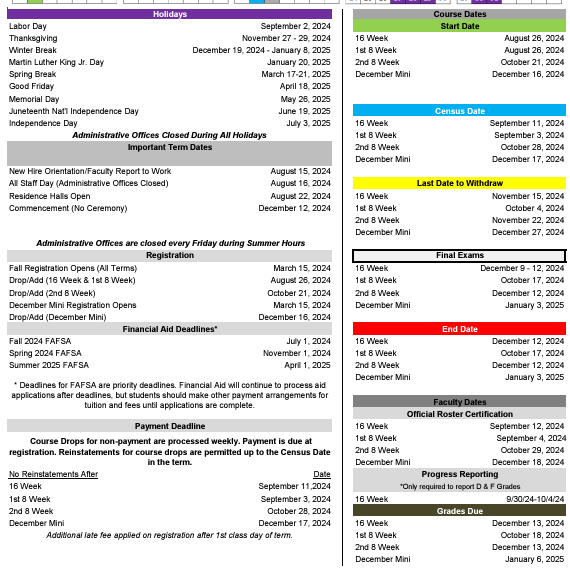 Holidays
Labor Day September 2, 2024
Thanksgiving November 27 - 29, 2024
Winter Break December 19, 2024 - January 8, 2025
Martin Luther King Jr. Day January 20, 2025
Spring Break March 17-21, 2025
Good Friday April 18, 2025
Memorial Day May 26, 2025
Juneteenth Nat'l Independence Day June 19, 2025
Independence Day July 3, 2025
Administrative Offices Closed During All Holidays
Important Term Dates
New Hire Orientation/Faculty Report to Work August 15, 2024
All Staff Day (Administrative Offices Closed) August 16, 2024
Residence Halls Open August 22, 2024
Commencement (No Ceremony) December 12, 2024
Administrative Offices are closed every Friday during Summer Hours
Registration
Fall Registration Opens (All Terms) March 15, 2024
Drop/Add (16 Week & 1st 8 Week) August 26, 2024
Drop/Add (2nd 8 Week) October 21, 2024
December Mini Registration Opens March 15, 2024
Drop/Add (December Mini) December 16, 2024
Financial Aid Deadlines*
Fall 2024 FAFSA July 1, 2024
Spring 2024 FAFSA November 1, 2024
Summer 2025 FAFSA April 1, 2025
* Deadlines for FAFSA are priority deadlines. Financial Aid will continue to process aid
applications after deadlines, but students should make other payment arrangements for
tuition and fees until applications are complete.
Payment Deadline
Course Drops for non-payment are processed weekly. Payment is due at
registration. Reinstatements for course drops are permitted up to the Census Date
in the term.
No Reinstatements After Date
16 Week September 11,2024
1st 8 Week September 3, 2024
2nd 8 Week October 28, 2024
December Mini December 17, 2024
Additional late fee applied on registration after 1st class day of term.
Course Dates
Start Date
16 Week August 26, 2024
1st 8 Week August 26, 2024
2nd 8 Week October 21, 2024
December Mini December 16, 2024
Census Date
16 Week September 11, 2024
1st 8 Week September 3, 2024
2nd 8 Week October 28, 2024
December Mini December 17, 2024
Last Date to Withdraw
16 Week November 15, 2024
1st 8 Week October 4, 2024
2nd 8 Week November 22, 2024
December Mini December 27, 2024
Final Exams
16 Week December 9 - 12, 2024
1st 8 Week October 17, 2024
2nd 8 Week December 12, 2024
December Mini January 3, 2025
End Date
16 Week December 12, 2024
1st 8 Week October 17, 2024
2nd 8 Week December 12, 2024
December Mini January 3, 2025
Faculty Dates
Official Roster Certification
16 Week September 12, 2024
1st 8 Week September 4, 2024
2nd 8 Week October 29, 2024
December Mini December 18, 2024
Progress Reporting
*Only required to report D & F Grades
16 Week 9/30/24-10/4/24
Grades Due
16 Week December 13, 2024
1st 8 Week October 18, 2024
2nd 8 Week December 13, 2024
December Mini January 6, 2025